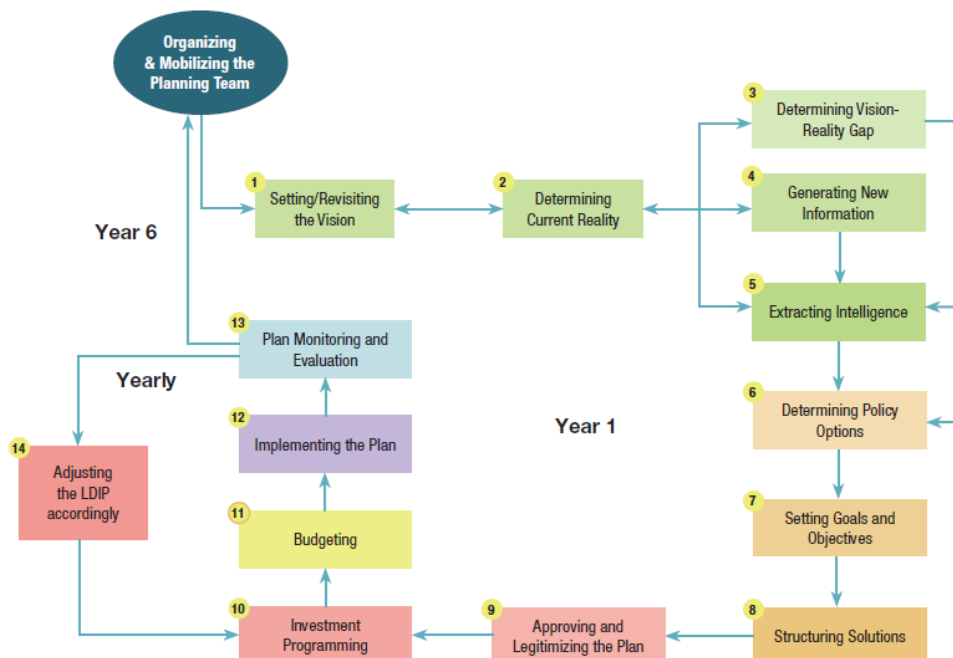 Organizing
& Mobilizing the
Planning Team
1
Setting/Revisiting
the Vision
2
Determining
Current Reality
3
Determining Vision-
Reality Gap
4
Generating New
Information
5
Extracting Intelligence
6
Determining Policy
Options
7
Setting Goals and
Objectives
8
Structuring Solutions
9
Approving and
Legitimizing the Plan
10
Investment
Programming
11
Budgeting
12
Implementing the Plan
13
Plan Monitoring and
Evaluation
14
Adjusting
the LDIP
accordingly
Year 6
Yearly
Year 1